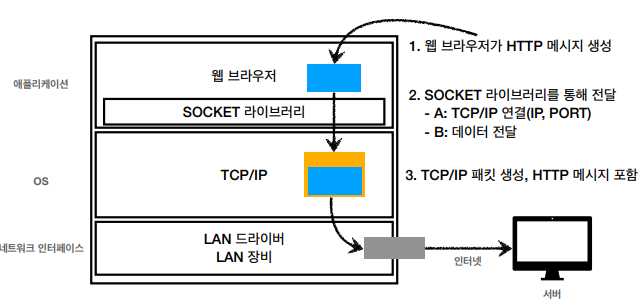 1. 웹 브라우저가 HTTP 메시지 생성
웹 브라우저
애플리케이션
SOCKET 라이브러리
2. SOCKET 라이브러리를 통해 전달
- A: TCP/IP 연결(IP, PORT)
- B: 데이터 전달
OS
TCP/IP
3. TCP/IP 패킷 생성, HTTP 메시지 포함
네트워크 인터페이스
LAN 드라이버
LAN 장비
인터넷
서버